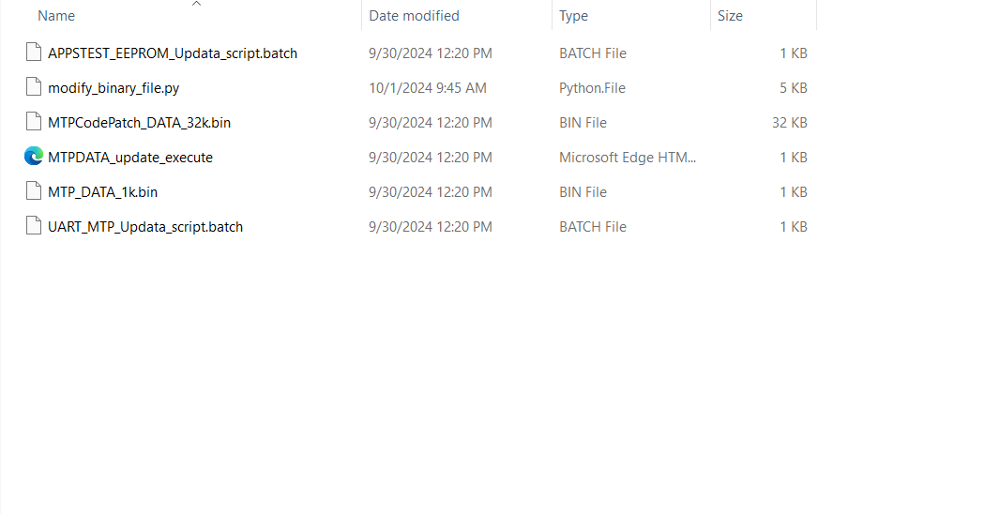 Name Date modified Type Size
APPSTEST_EEPROM_Updata_script.batch 9/30/2024 12:20 PM BATCH File 1 KB
modify_binary_file.py 10/1/2024 9:45 AM Python.File 5 KB
MTPCodePatch_DATA_32k.bin 9/30/2024 12:20 PM BIN File 32 KB
MTPDATA_update_execute 9/30/2024 12:20 PM Microsoft Edge HTM... 1 KB
MTP_DATA_1k.bin 9/30/2024 12:20 PM BIN File 1 KB
UART_MTP_Updata_script.batch 9/30/2024 12:20 PM BATCH File 1 KB